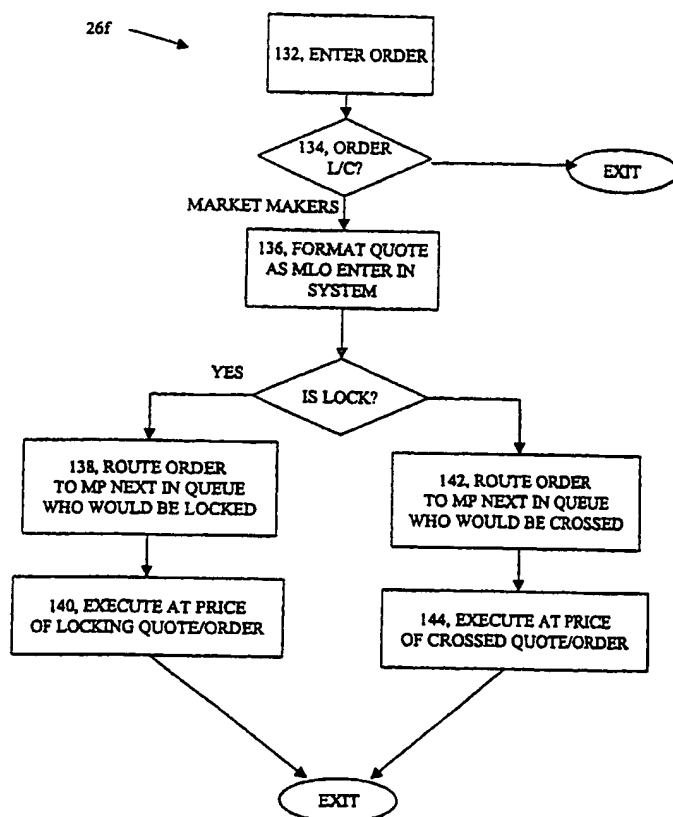 26f
132, ENTER ORDER
134, ORDER
L/C?
EXIT
MARKET MAKERS
136, FORMAT QUOTE
AS MLO ENTER IN
SYSTEM
YES
IS LOCK?
138, ROUTE ORDER
TO MP NEXT IN QUEUE
WHO WOULD BE LOCKED
142, ROUTE ORDER
TO MP NEXT IN QUEUE
WHO WOULD BE CROSSED
140, EXECUTE AT PRICE
OF LOCKING QUOTE/ORDER
144, EXECUTE AT PRICE
OF CROSSED QUOTE/ORDER
EXIT